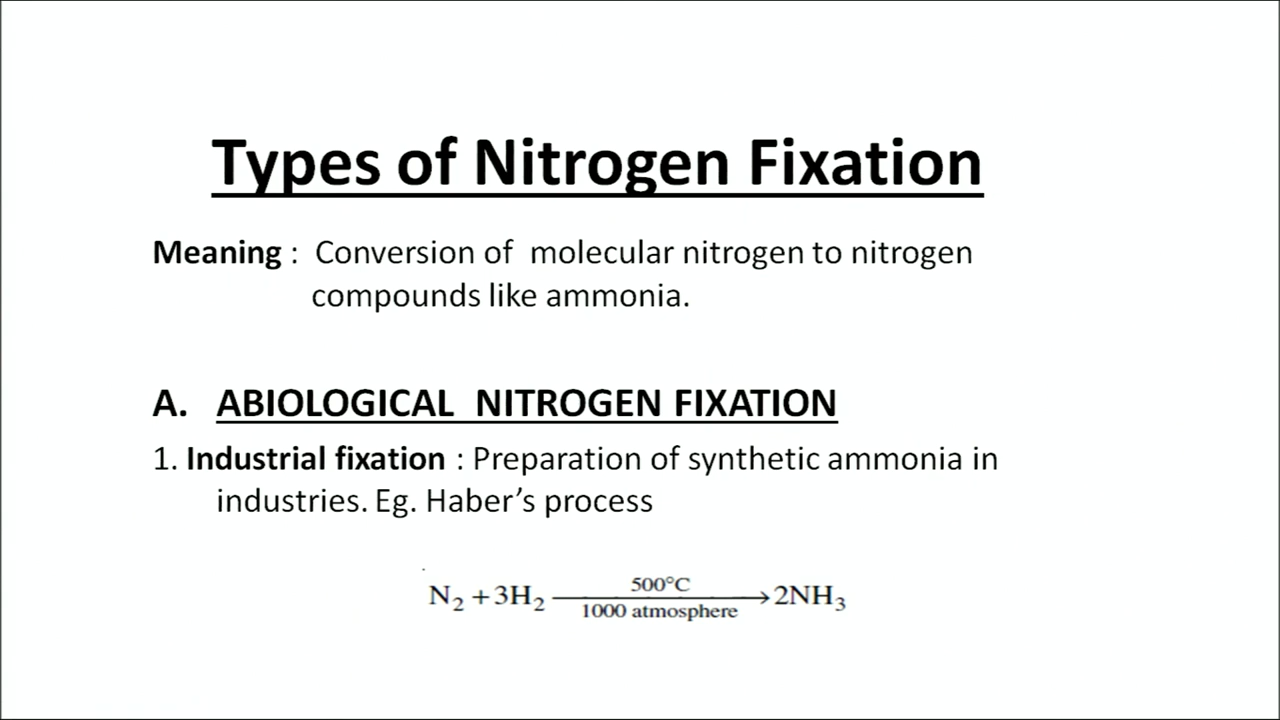 Types of Nitrogen Fixation
Meaning : Conversion of molecular nitrogen to nitrogen
compounds like ammonia.
A. ABIOLOGICAL NITROGEN FIXATION
1. Industrial fixation : Preparation of synthetic ammonia in
industries. Eg. Haber’s process
500°C
N₂ + 3H₂ ⟶ 2NH₃
1000 atmosphere